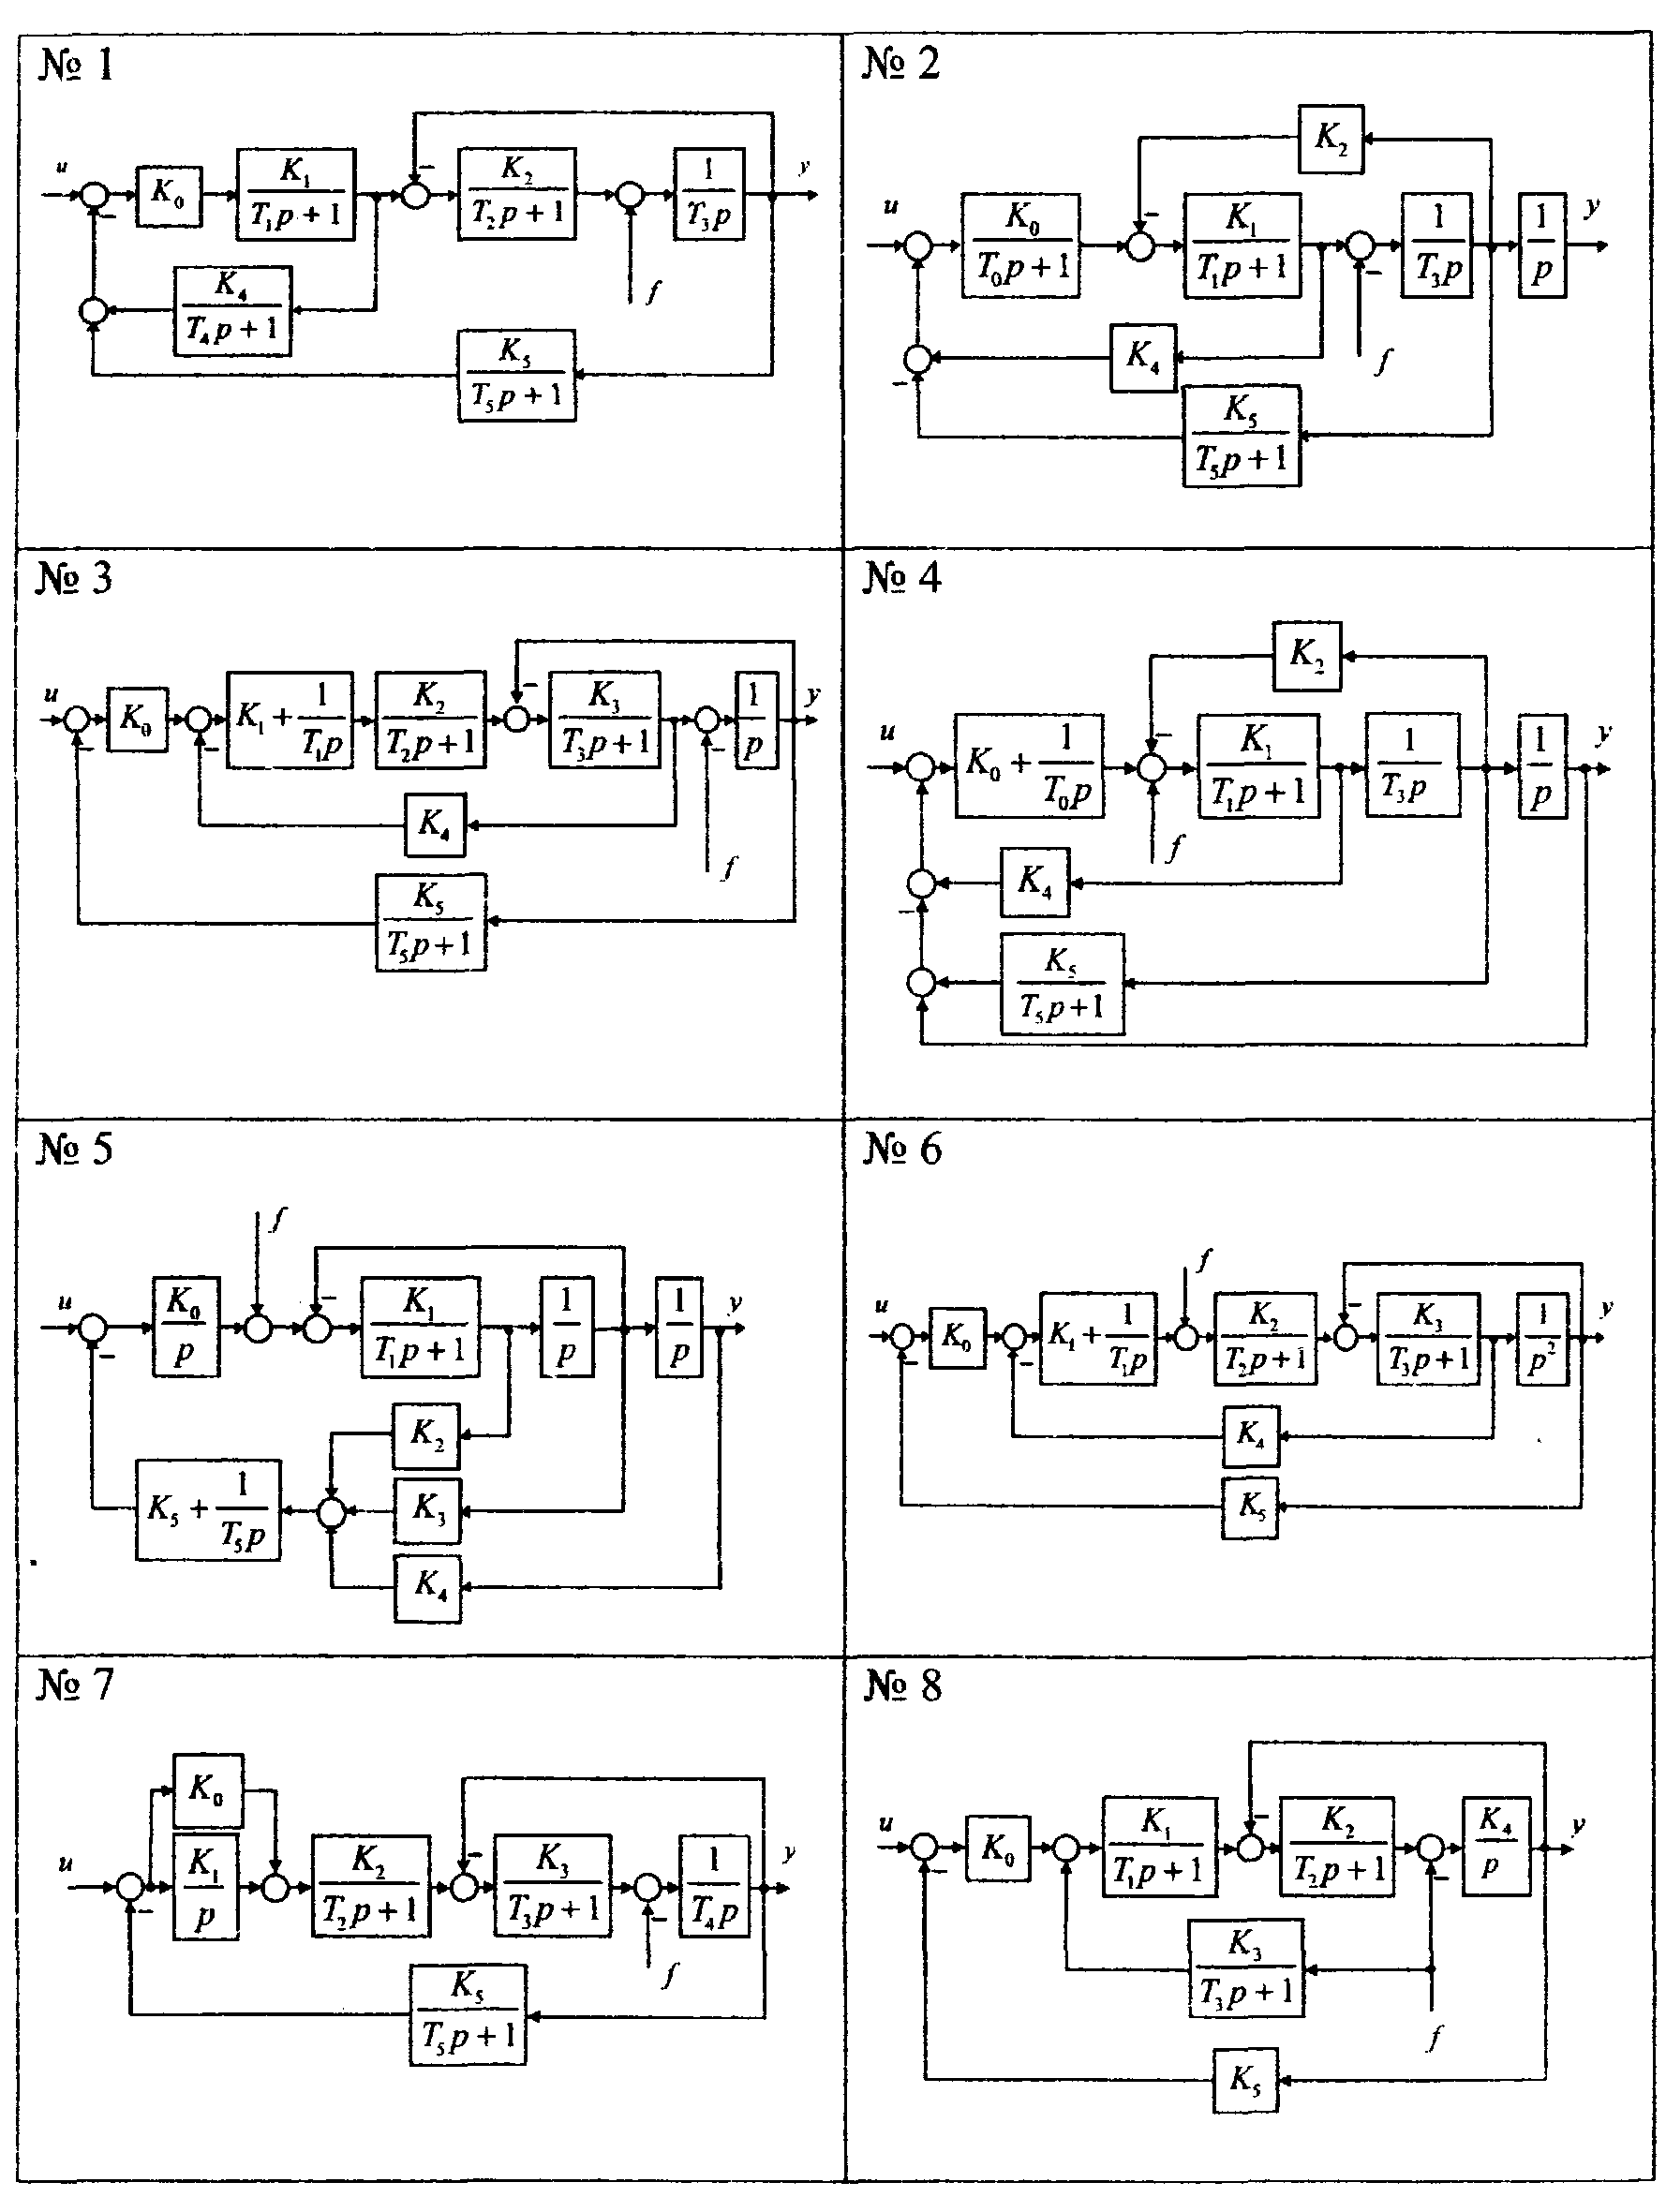 № 1
u
K₀
K₁
T₁p + 1
K₂
T₂p + 1
1
T₃p
y
f
K₄
T₄p + 1
K₅
T₅p + 1
№ 2
K₂
u
K₀
T₀p + 1
K₁
T₁p + 1
1
T₃p
1
p
y
K₄
f
K₅
T₅p + 1
№ 3
u
K₀
K₁ + 1
T₁p
K₂
T₂p + 1
K₃
T₃p + 1
1
p
y
K₄
f
K₅
T₅p + 1
№ 4
K₂
u
K₀ + 1
T₀p
K₁
T₁p + 1
1
T₃p
1
p
y
f
K₄
K₅
T₅p + 1
№ 5
f
u
K₀
p
K₁
T₁p + 1
1
p
1
p
y
K₂
K₅ + 1
T₅p
K₃
K₄
№ 6
f
u
K₀
K₁ + 1
T₁p
K₂
T₂p + 1
K₃
T₃p + 1
1
p²
y
K₄
K₅
№ 7
K₀
u
K₁
p
K₂
T₂p + 1
K₃
T₃p + 1
1
T₄p
y
f
K₅
T₅p + 1
№ 8
u
K₀
K₁
T₁p + 1
K₂
T₂p + 1
K₄
p
y
K₃
T₃p + 1
f
K₅